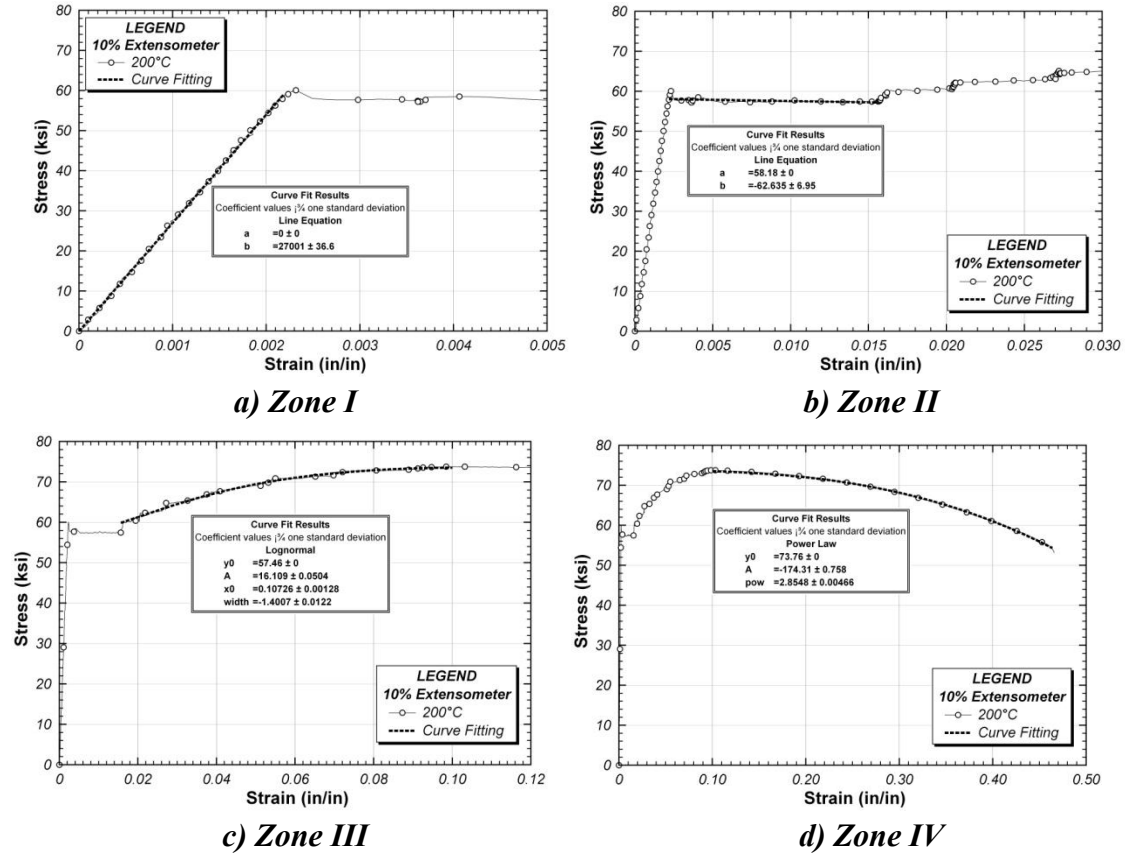 LEGEND
10% Extensometer
200°C
Curve Fitting
Curve Fit Results
Coefficient values ¡¾ one standard deviation
Line Equation
a =0 ± 0
b =27001 ± 36.6
Stress (ksi)
80
70
60
50
40
30
20
10
0
0 0.001 0.002 0.003 0.004 0.005
Strain (in/in)
a) Zone I
Curve Fit Results
Coefficient values ¡¾ one standard deviation
Line Equation
a =58.18 ± 0
b =-62.635 ± 6.95
LEGEND
10% Extensometer
200°C
Curve Fitting
Stress (ksi)
80
70
60
50
40
30
20
10
0
0 0.005 0.010 0.015 0.020 0.025 0.030
Strain (in/in)
b) Zone II
Curve Fit Results
Coefficient values ¡¾ one standard deviation
Lognormal
y0 =57.46 ± 0
A =16.109 ± 0.0504
x0 =0.10726 ± 0.00128
width =-1.4007 ± 0.0122
LEGEND
10% Extensometer
200°C
Curve Fitting
Stress (ksi)
80
70
60
50
40
30
20
10
0
0 0.02 0.04 0.06 0.08 0.10 0.12
Strain (in/in)
c) Zone III
Curve Fit Results
Coefficient values ¡¾ one standard deviation
Power Law
y0 =73.76 ± 0
A =-174.31 ± 0.758
pow =2.8548 ± 0.00466
LEGEND
10% Extensometer
200°C
Curve Fitting
Stress (ksi)
80
70
60
50
40
30
20
10
0
0 0.10 0.20 0.30 0.40 0.50
Strain (in/in)
d) Zone IV